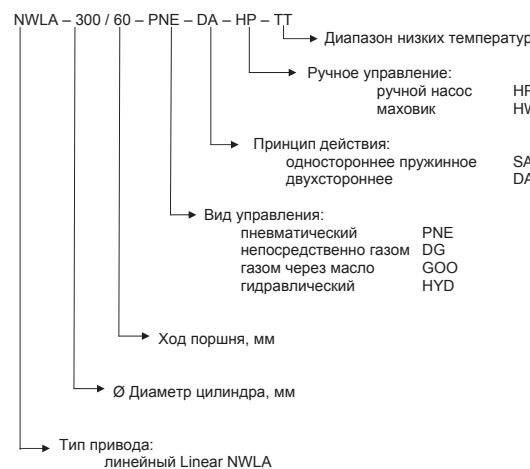 NWLA – 300 / 60 – PNE – DA – HP – TT
Диапазон низких температур
Ручное управление:
ручной насос HP
маховик HW
Принцип действия:
одностороннее пружинное SA
двухстороннее DA
Вид управления:
пневматический PNE
непосредственно газом DG
газом через масло GOO
гидравлический HYD
Ход поршня, мм
Ø Диаметр цилиндра, мм
Тип привода:
линейный Linear NWLA